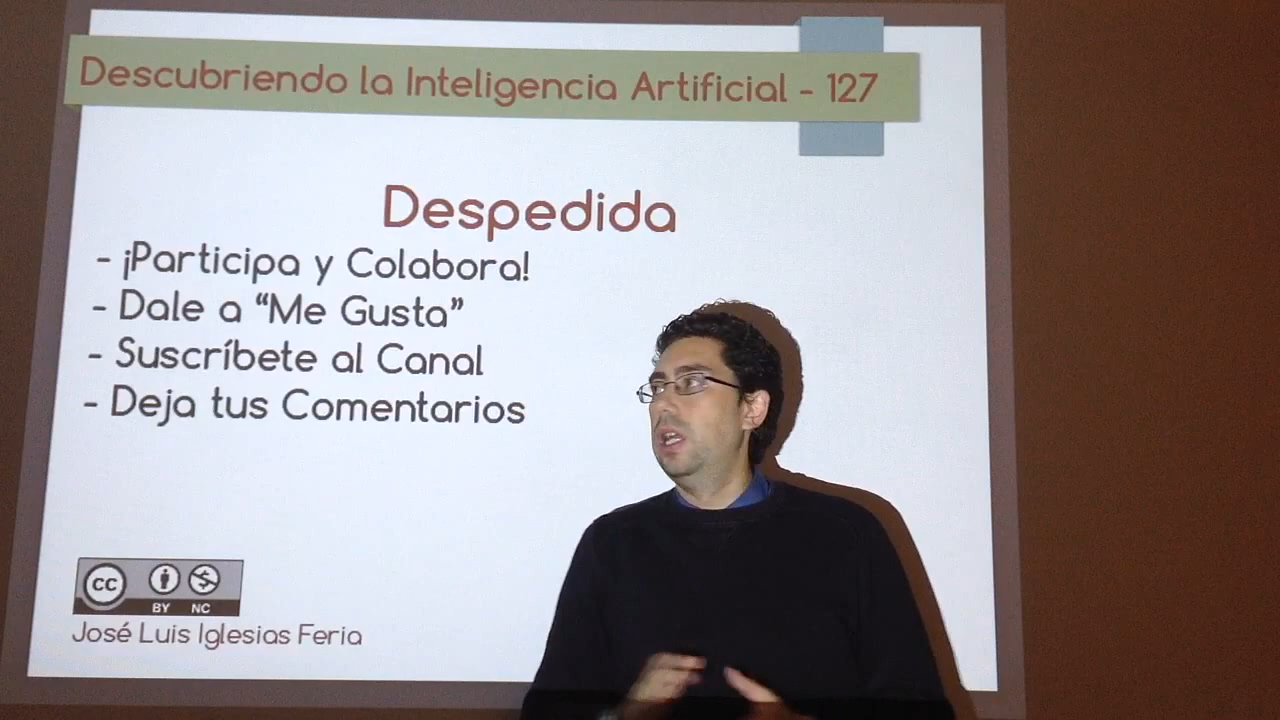 Descubriendo la Inteligencia Artificial - 127
Despedida
- ¡Participa y Colabora!
- Dale a “Me Gusta”
- Suscríbete al Canal
- Deja tus Comentarios
cc
BY NC
José Luis Iglesias Feria